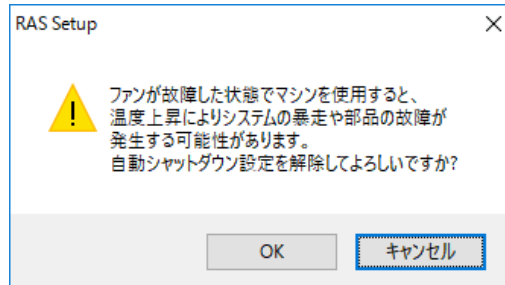 RAS Setup
ファンが故障した状態でマシンを使用すると、
温度上昇によりシステムの暴走や部品の故障が
発生する可能性があります。
自動シャットダウン設定を解除してよろしいですか?
OK
キャンセル